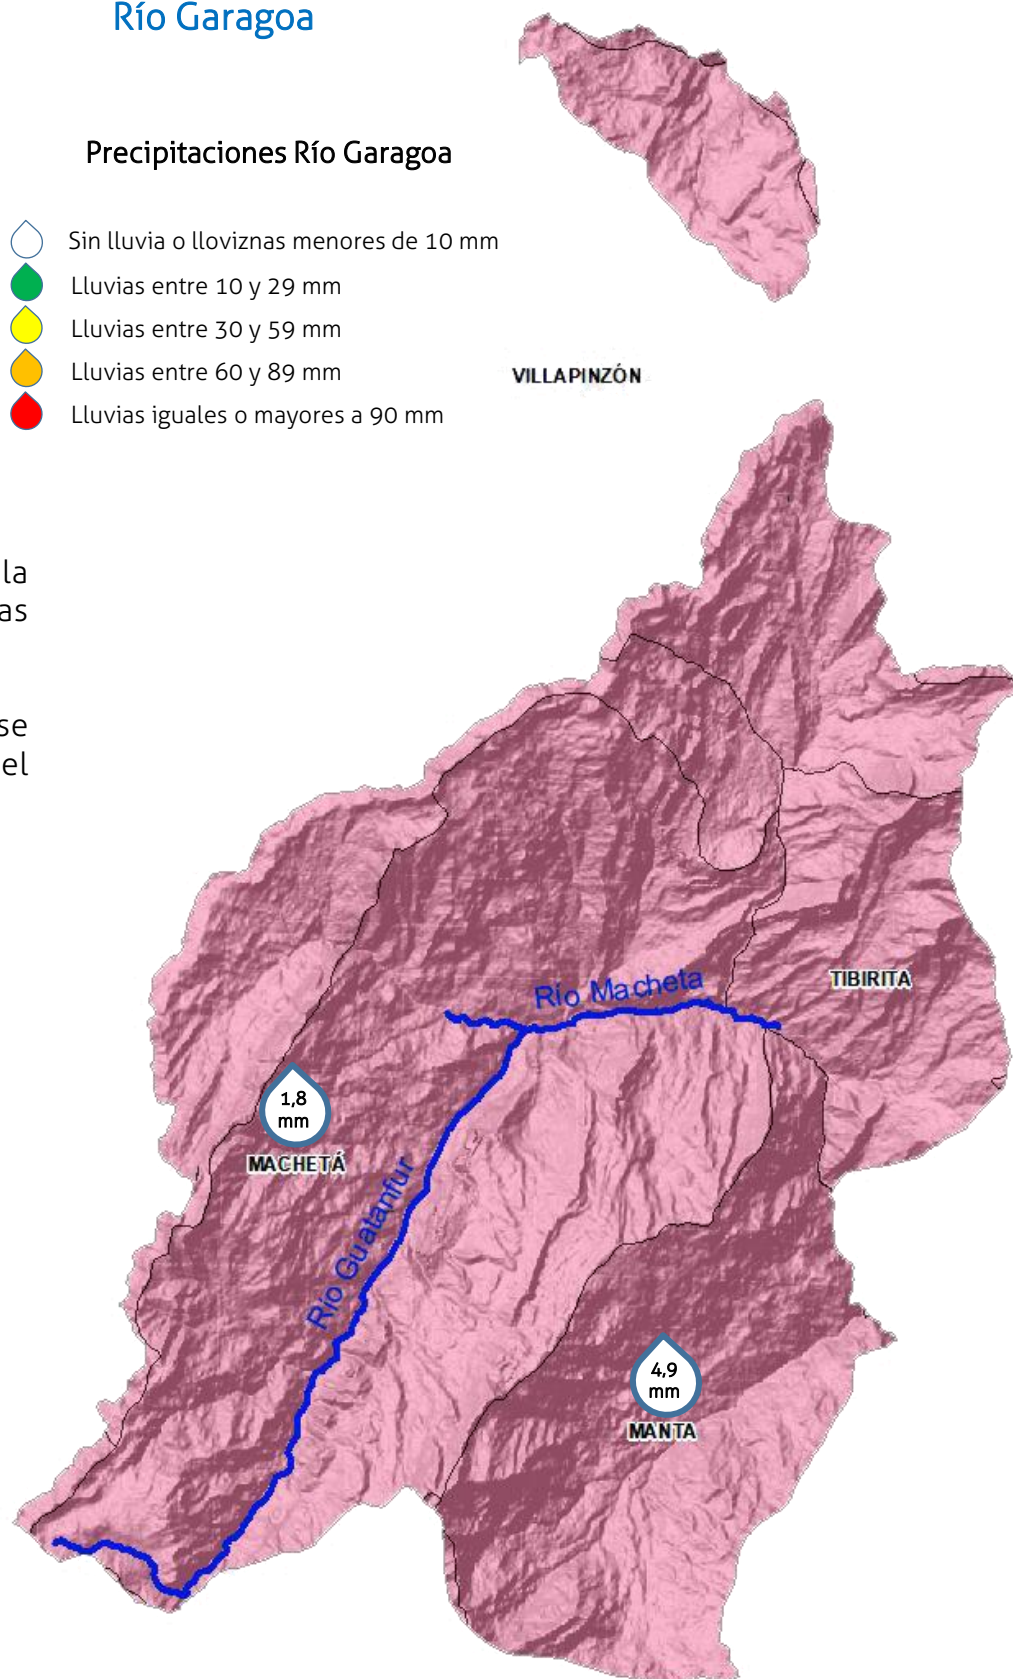 Río Garagoa
Precipitaciones Río Garagoa
Sin lluvia o lloviznas menores de 10 mm
Lluvias entre 10 y 29 mm
Lluvias entre 30 y 59 mm
Lluvias entre 60 y 89 mm
Lluvias iguales o mayores a 90 mm
VILLAPINZÓN
la
as
se
el
Río Macheta
TIBIRITA
1,8
mm
MACHETÁ
Río Guatanfur
4,9
mm
MANTA